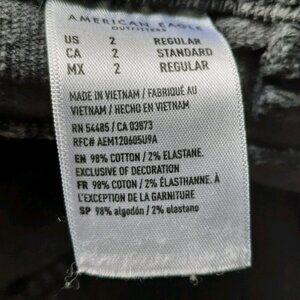 AMERICAN EAGLE
OUTFITTERS
US 2 REGULAR
CA 2 STANDARD
MX 2 REGULAR
MADE IN VIETNAM / FABRIQUÉ AU
VIETNAM / HECHO EN VIETNAM
RN 54485 / CA 03873
RFC# AEM120605U9A
EN 98% COTTON / 2% ELASTANE.
EXCLUSIVE OF DECORATION
FR 98% COTON / 2% ÉLASTHANNE. À
L'EXCEPTION DE LA GARNITURE
SP 98% algodón / 2% elastano